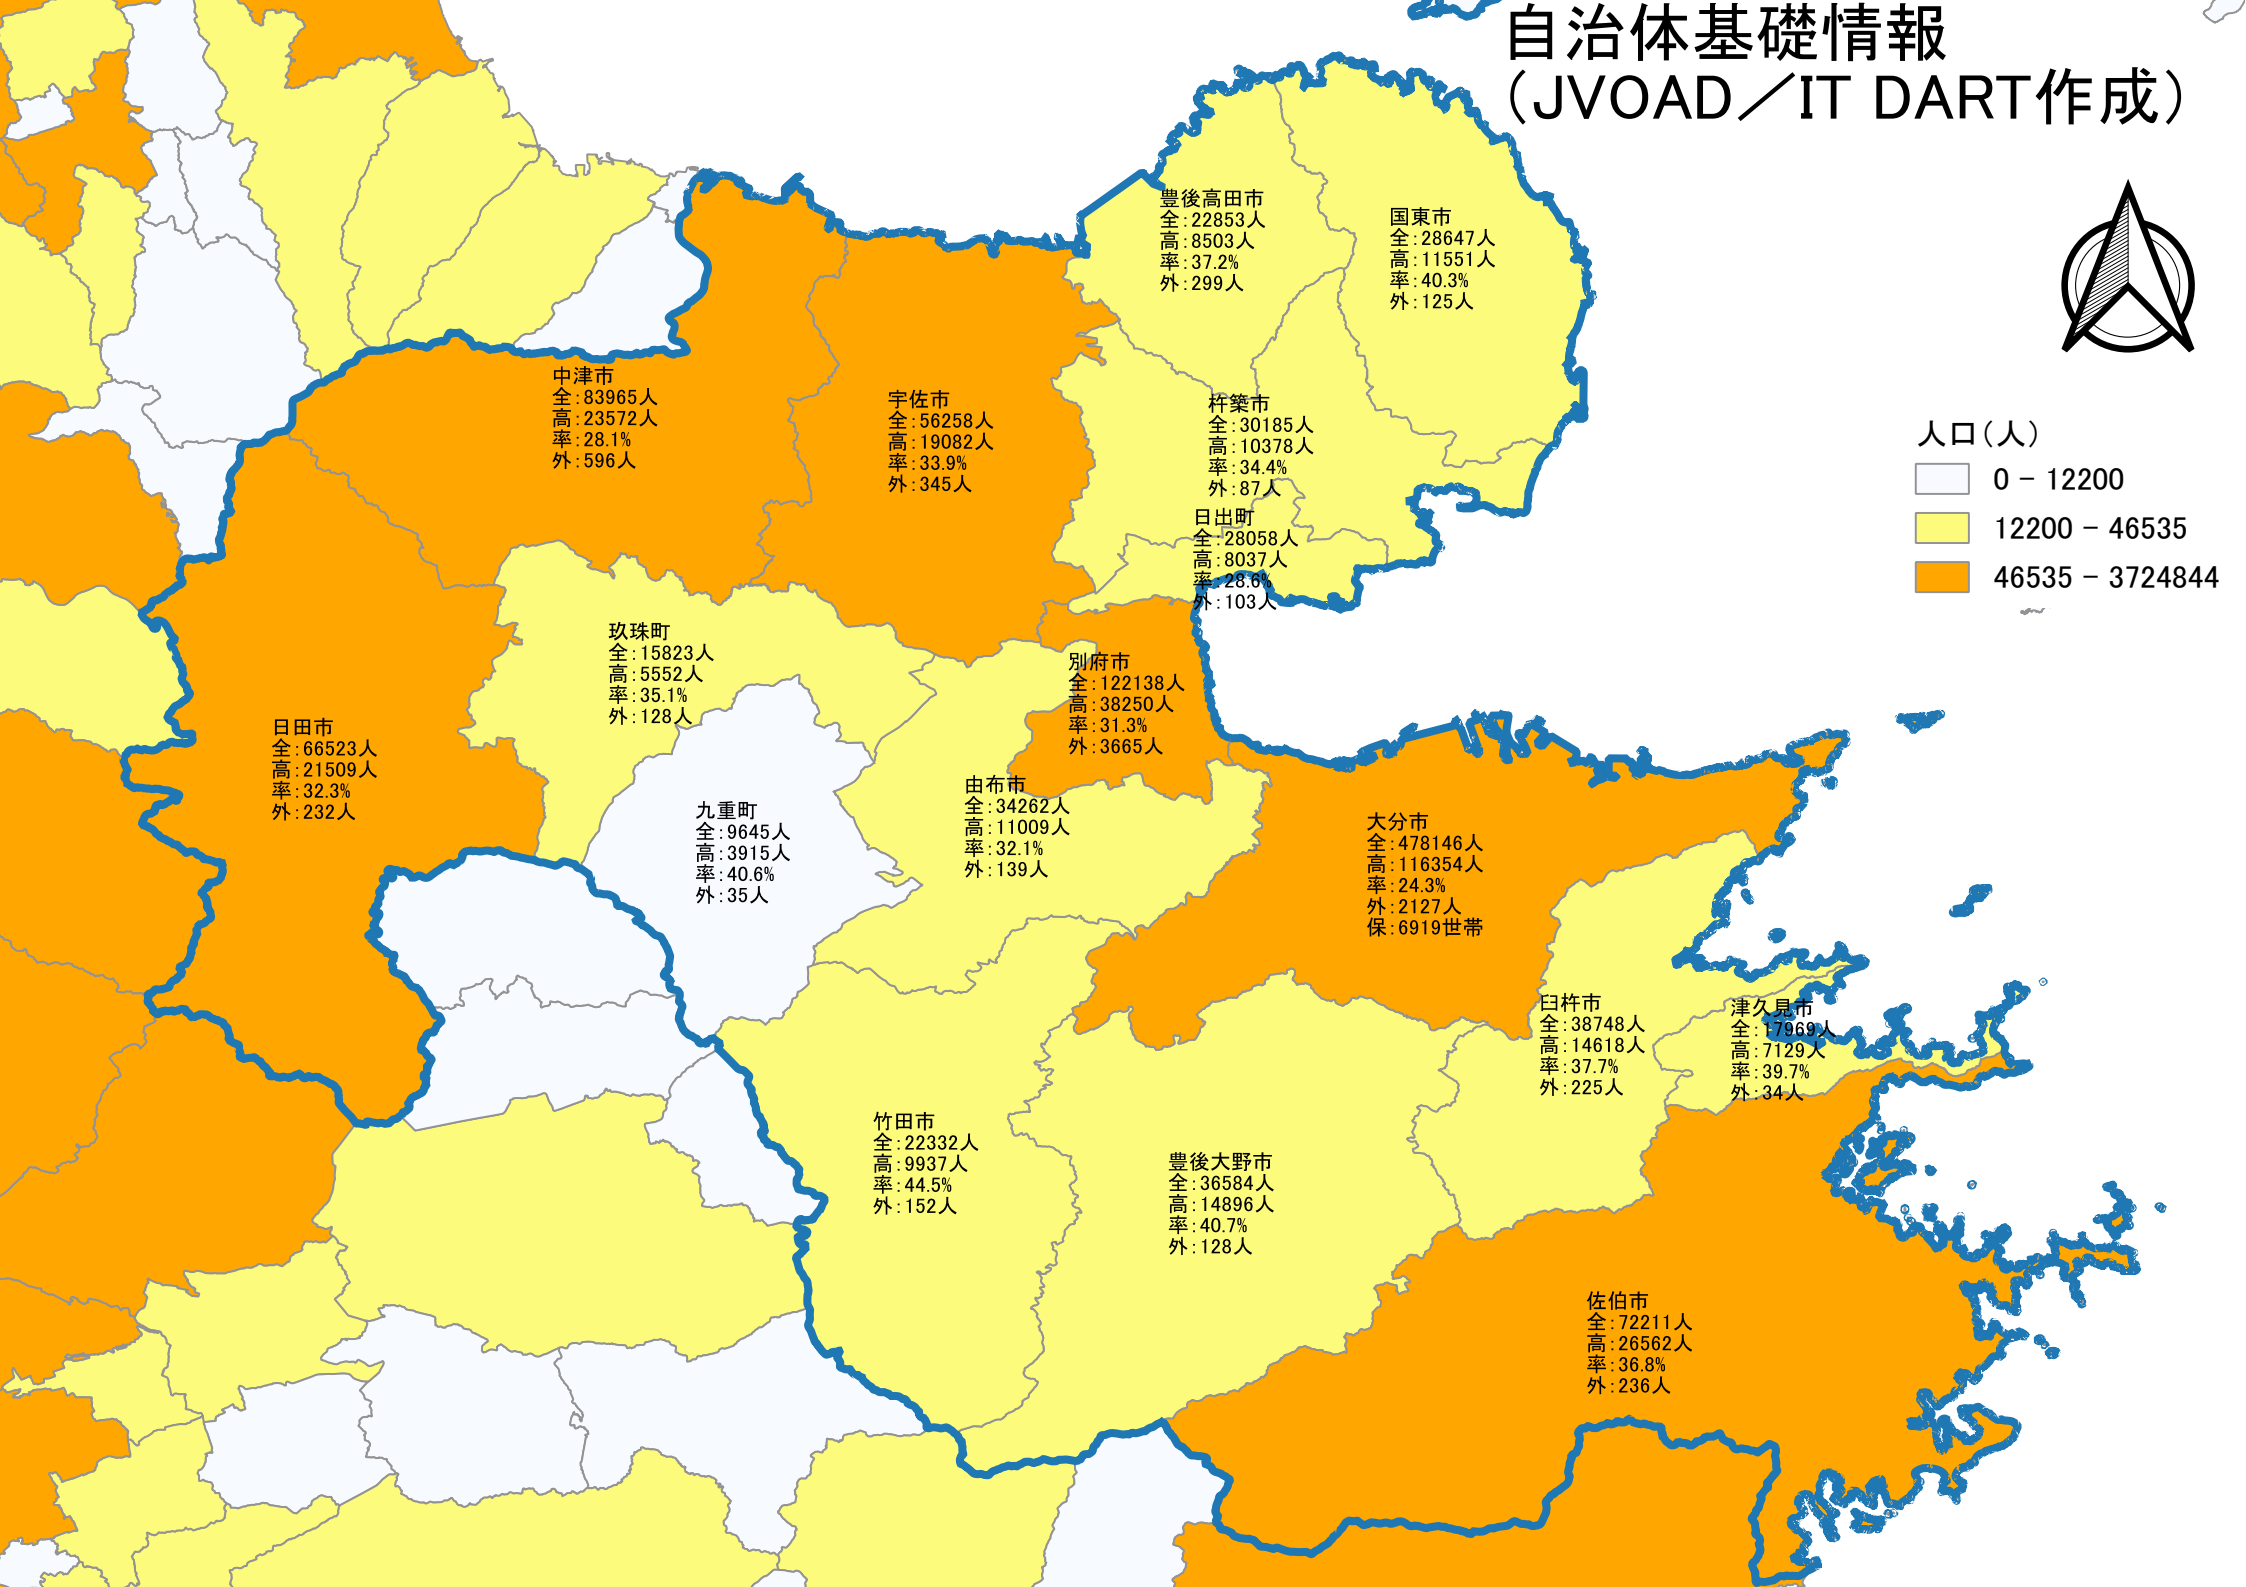 自治体基礎情報
（JVOAD／IT DART作成）
豊後高田市
全:22853人
高:8503人
率:37.2%
外:299人
国東市
全:28647人
高:11551人
率:40.3%
外:125人
中津市
全:83965人
高:23572人
率:28.1%
外:596人
宇佐市
全:56258人
高:19082人
率:33.9%
外:345人
杵築市
全:30185人
高:10378人
率:34.4%
外:87人
人口（人）
0 - 12200
12200 - 46535
46535 - 3724844
日出町
全:28058人
高:8037人
率:28.6%
外:103人
玖珠町
全:15823人
高:5552人
率:35.1%
外:128人
別府市
全:122138人
高:38250人
率:31.3%
外:3665人
日田市
全:66523人
高:21509人
率:32.3%
外:232人
由布市
全:34262人
高:11009人
率:32.1%
外:139人
九重町
全:9645人
高:3915人
率:40.6%
外:35人
大分市
全:478146人
高:116354人
率:24.3%
外:2127人
保:6919世帯
臼杵市
全:38748人
高:14618人
率:37.7%
外:225人
津久見市
全:17969人
高:7129人
率:39.7%
外:34人
竹田市
全:22332人
高:9937人
率:44.5%
外:152人
豊後大野市
全:36584人
高:14896人
率:40.7%
外:128人
佐伯市
全:72211人
高:26562人
率:36.8%
外:236人